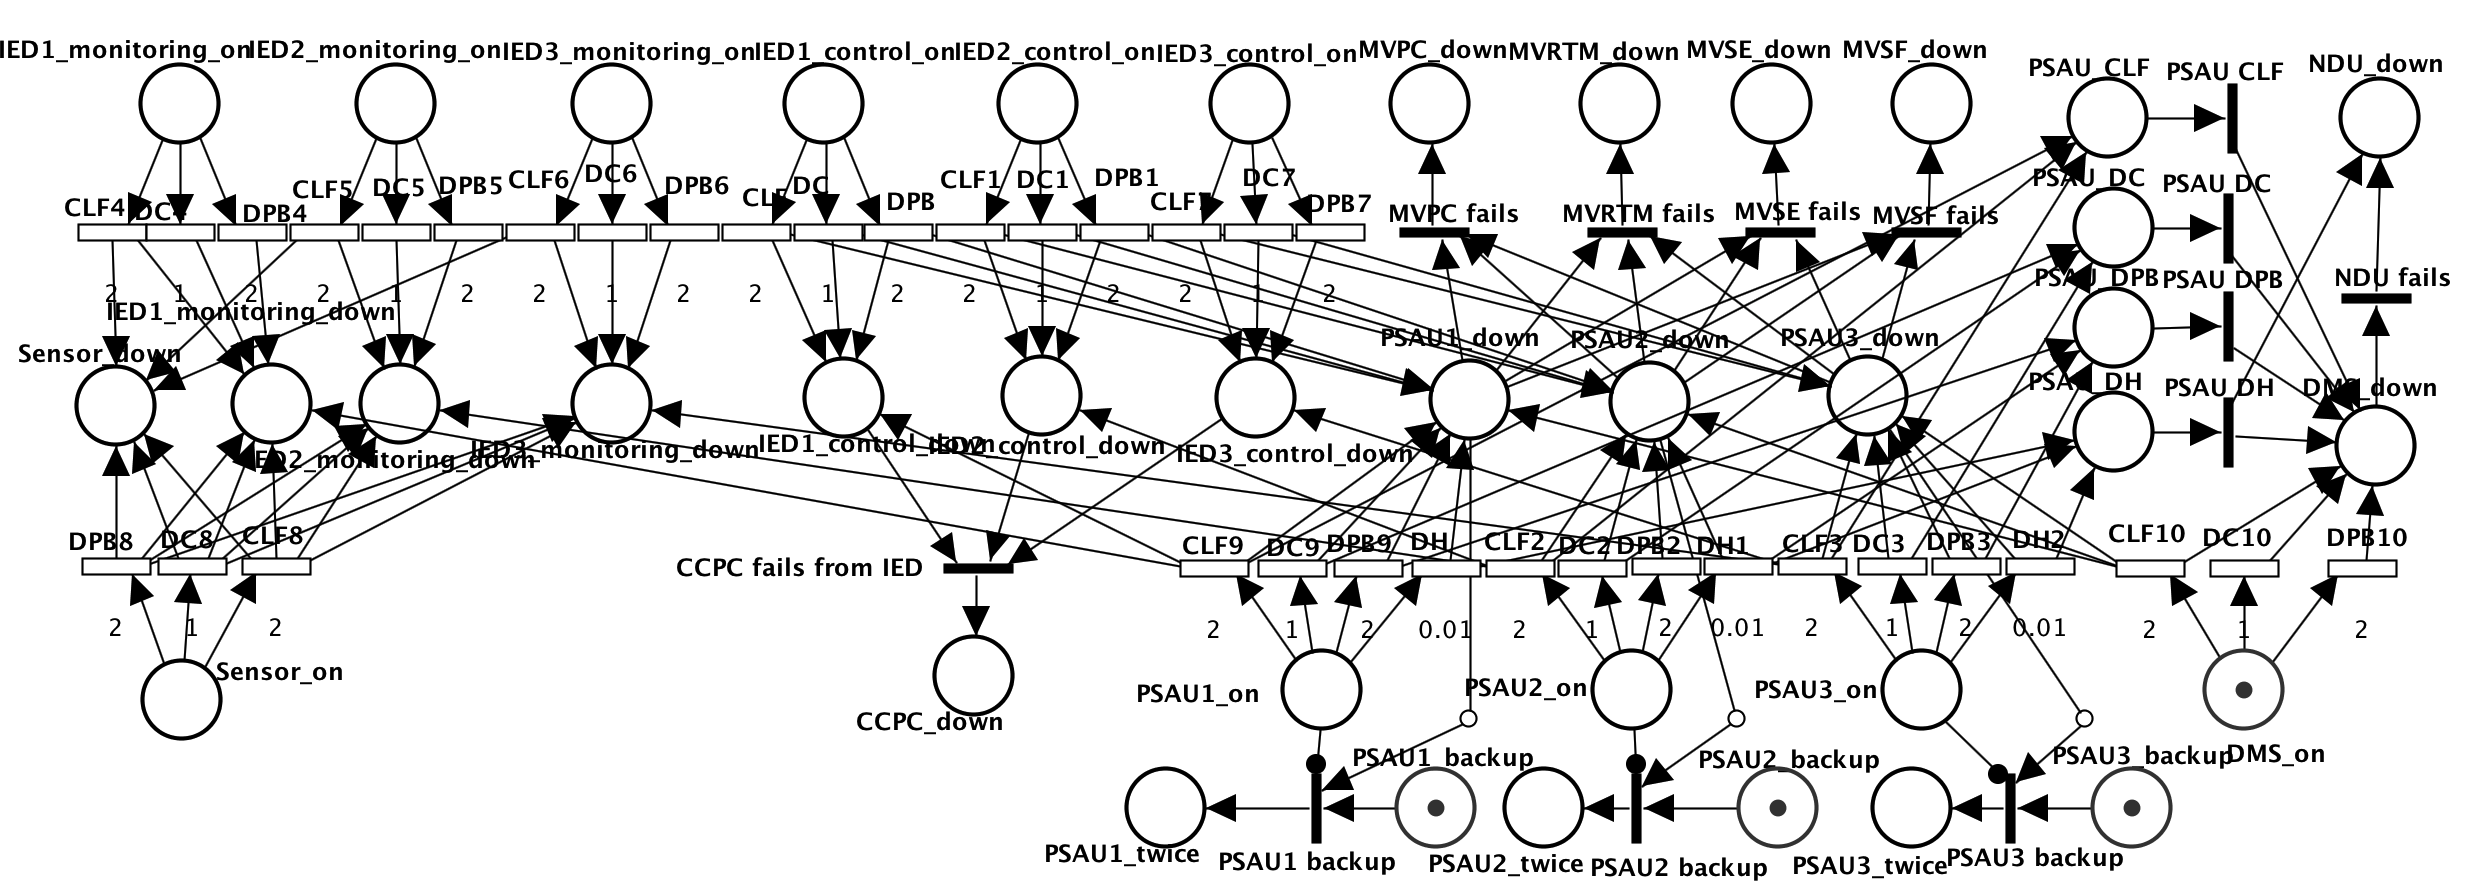 IED1_monitoring_on
IED2_monitoring_on
IED3_monitoring_on
IED1_control_on
IED2_control_on
IED3_control_on
MVPC_down
MVRTM_down
MVSE_down
MVSF_down
PSAU_CLF
PSAU CLF
NDU_down
CLF4
DC4
DPB4
CLF5
DC5
DPB5
CLF6
DC6
DPB6
DC
DPB
CLF1
DC1
DPB1
DC7
DPB7
MVPC fails
MVRTM fails
MVSE fails
MVSF fails
PSAU_DC
PSAU DC
PSAU_DPB
PSAU DPB
NDU fails
2
1
2
2
1
2
2
1
2
2
1
2
2
1
2
2
1
2
IED1_monitoring_down
Sensor_down
PSAU1_down
PSAU2_down
PSAU3_down
PSAU_DH
PSAU DH
DMS_down
IED2_monitoring_down
IED3_monitoring_down
IED1_control_down
IED2_control_down
IED3_control_down
DPB8
DC8
CLF8
CCPC fails from IED
CLF9
DC9
DPB9
DH
CLF2
DC2
DPB2
DH1
CLF3
DC3
DPB3
DH2
CLF10
DC10
DPB10
2
1
2
2
1
2
0.01
2
1
2
0.01
2
1
2
0.01
2
1
2
Sensor_on
CCPC_down
PSAU1_on
PSAU2_on
PSAU3_on
DMS_on
PSAU1_backup
PSAU2_backup
PSAU3_backup
PSAU1_twice
PSAU1 backup
PSAU2_twice
PSAU2 backup
PSAU3_twice
PSAU3 backup